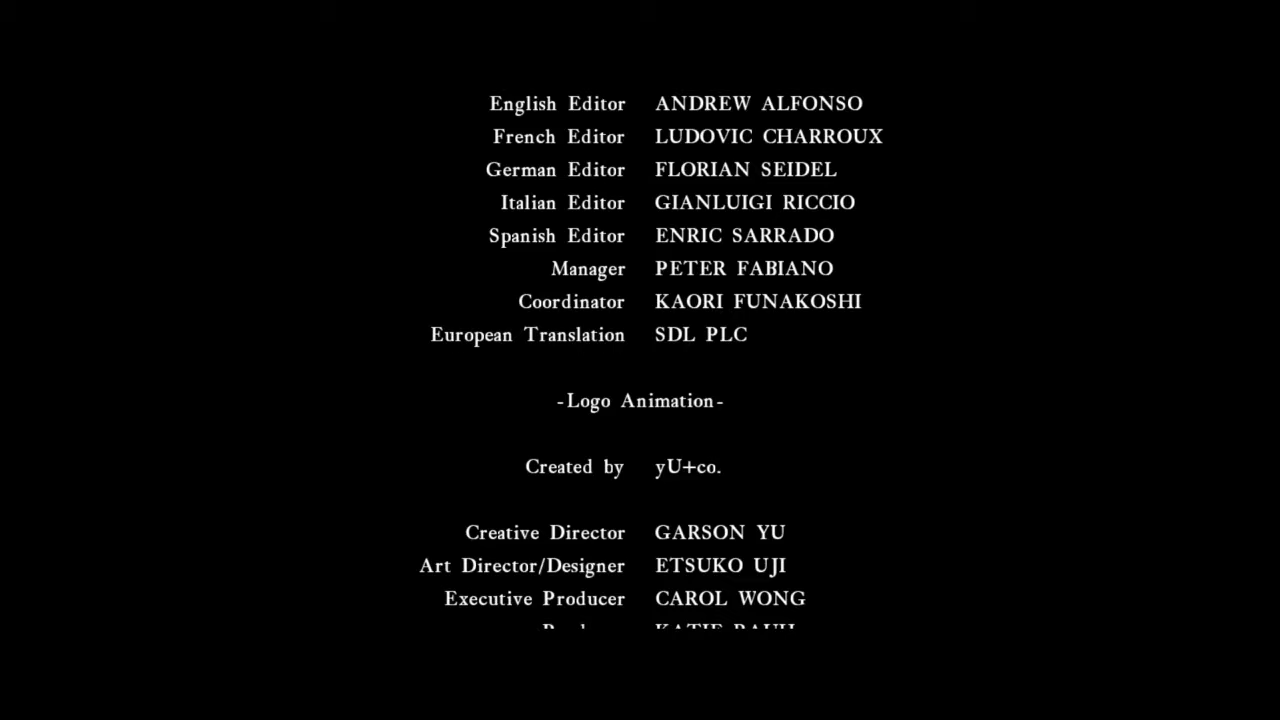 English Editor ANDREW ALFONSO
French Editor LUDOVIC CHARROUX
German Editor FLORIAN SEIDEL
Italian Editor GIANLUIGI RICCIO
Spanish Editor ENRIC SARRADO
Manager PETER FABIANO
Coordinator KAORI FUNAKOSHI
European Translation SDL PLC
-Logo Animation-
Created by yU+co.
Creative Director GARSON YU
Art Director/Designer ETSUKO UJI
Executive Producer CAROL WONG